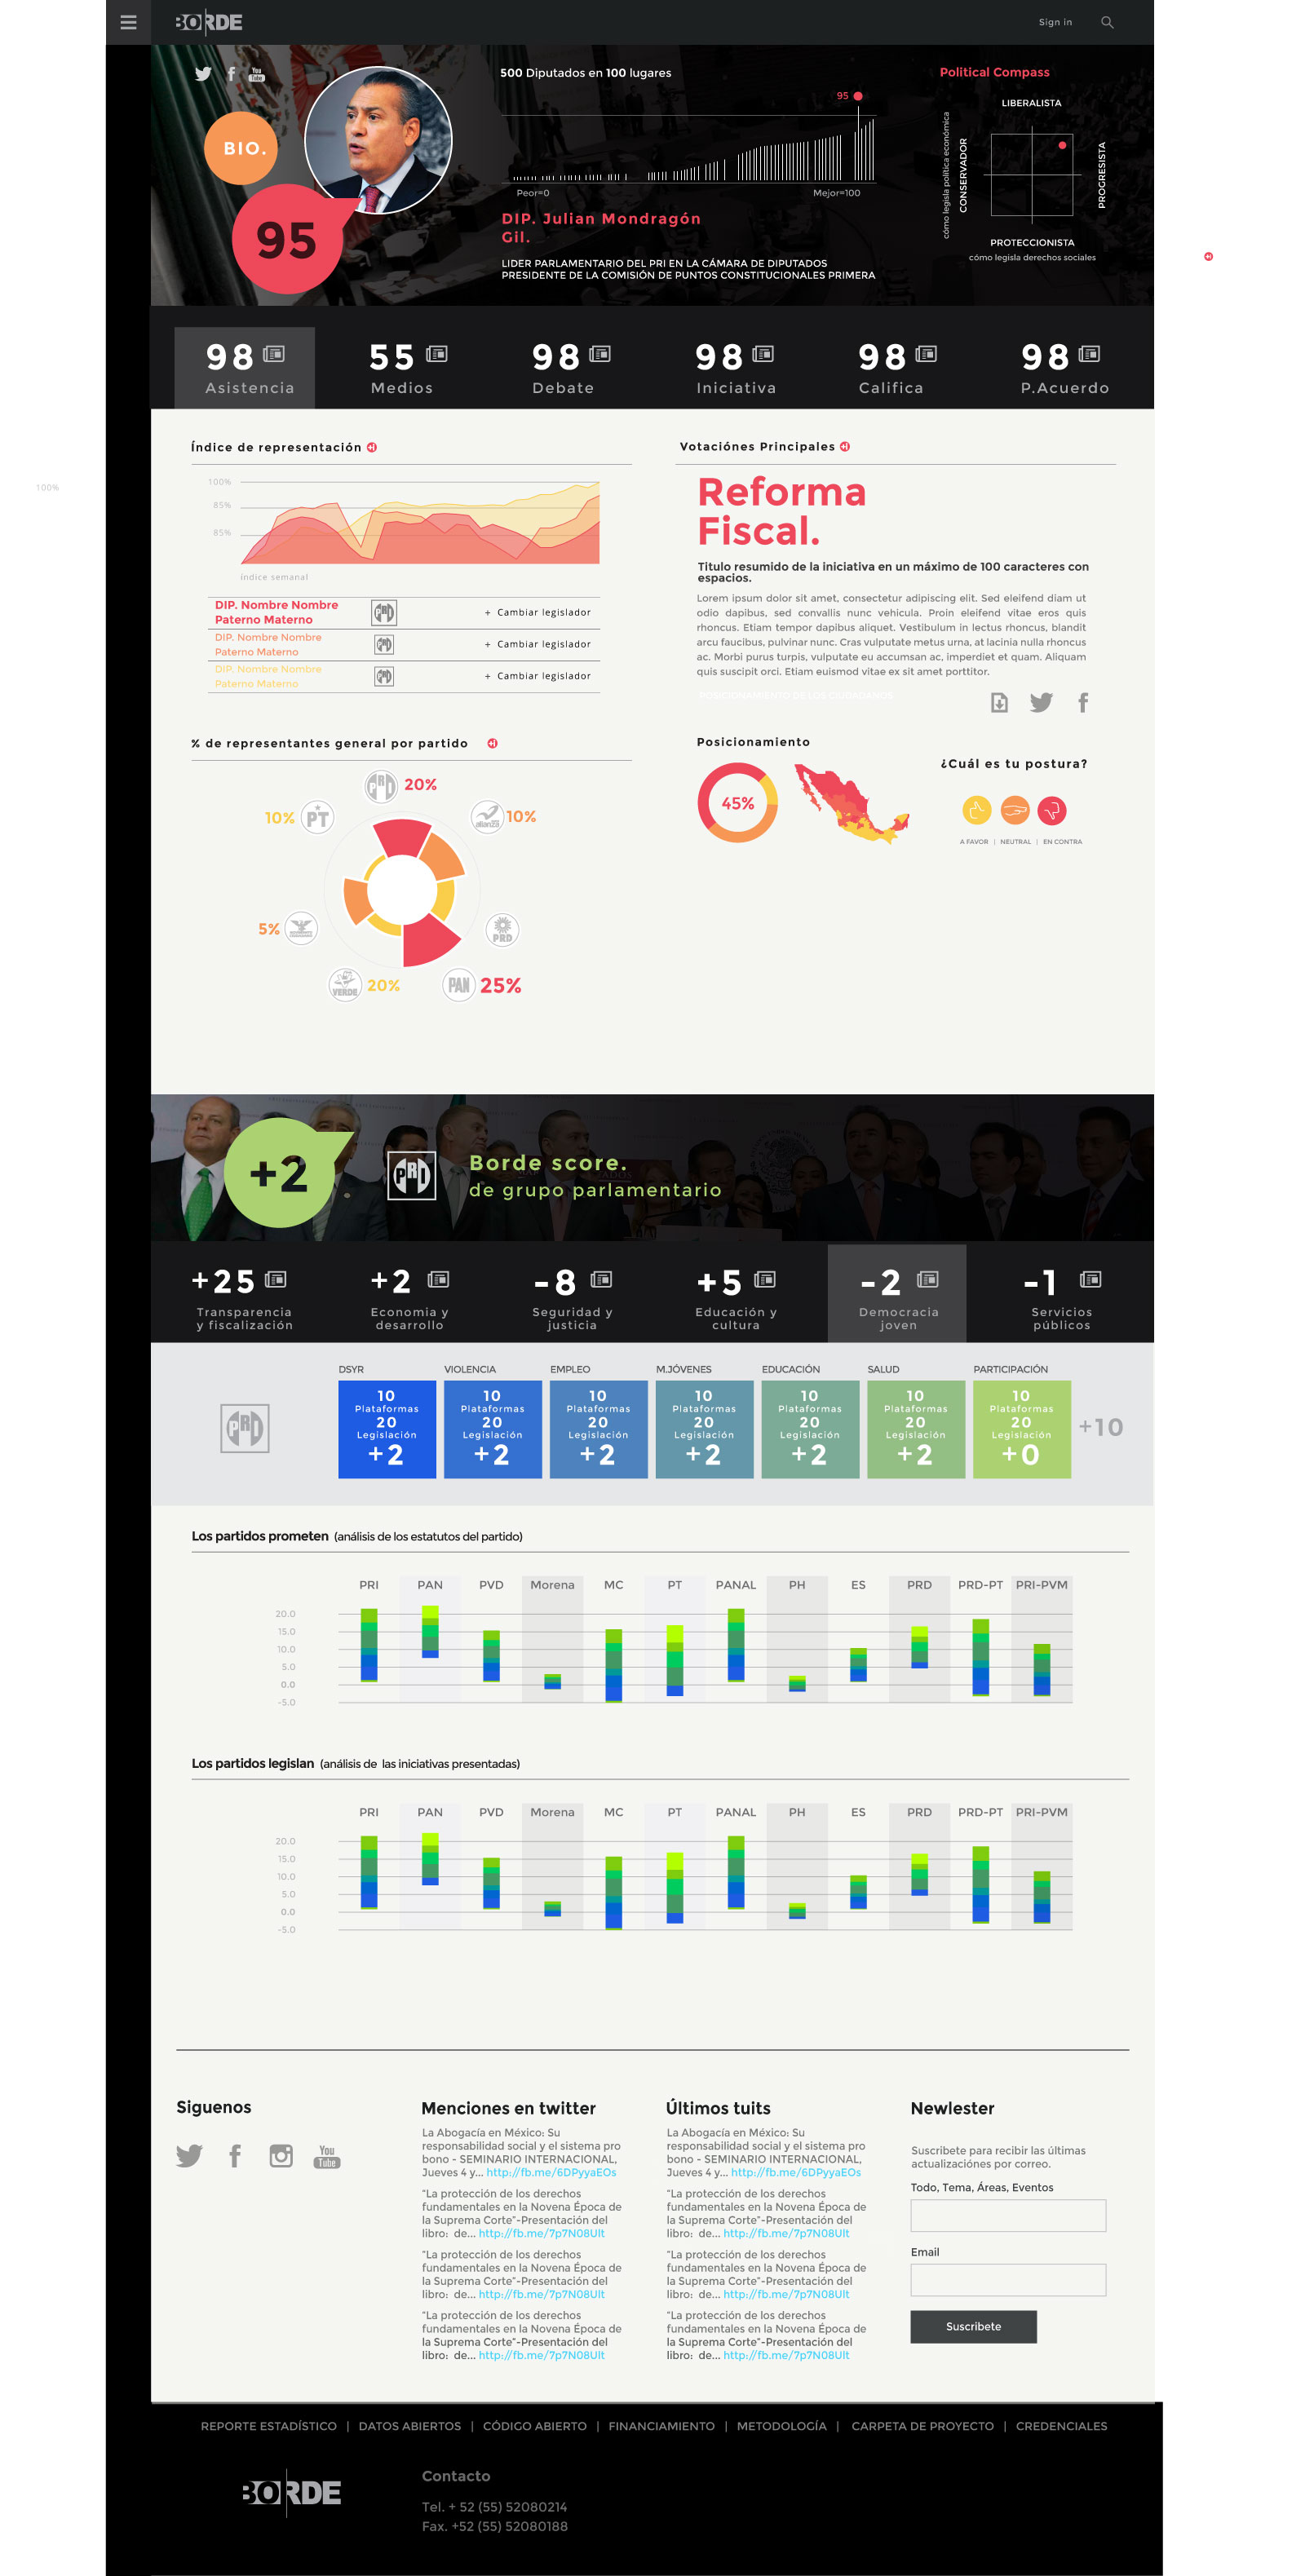 BORDE
Sign in
You
Tube
BIO.
95
500 Diputados en 100 lugares
95
Peor=0
Mejor=100
DIP. Julian Mondragón
Gil.
LIDER PARLAMENTARIO DEL PRI EN LA CÁMARA DE DIPUTADOS
PRESIDENTE DE LA COMISIÓN DE PUNTOS CONSTITUCIONALES PRIMERA
Political Compass
LIBERALISTA
cómo legisla política económica
CONSERVADOR
PROGRESISTA
PROTECCIONISTA
cómo legisla derechos sociales
98
Asistencia
55
Medios
98
Debate
98
Iniciativa
98
Califica
98
P.Acuerdo
Índice de representación
100%
100%
85%
85%
índice semanal
DIP. Nombre Nombre
Paterno Materno
PRI
+ Cambiar legislador
DIP. Nombre Nombre
Paterno Materno
PRI
+ Cambiar legislador
DIP. Nombre Nombre
Paterno Materno
PRI
+ Cambiar legislador
Votaciónes Principales
Reforma
Fiscal.
Titulo resumido de la iniciativa en un máximo de 100 caracteres con
espacios.
Lorem ipsum dolor sit amet, consectetur adipiscing elit. Sed eleifend diam ut
odio dapibus, sed convallis nunc vehicula. Proin eleifend vitae eros quis
rhoncus. Etiam tempor dapibus aliquet. Vestibulum in lectus rhoncus, blandit
arcu faucibus, pulvinar nunc. Cras vulputate metus urna, at lacinia nulla rhoncus
ac. Morbi purus turpis, vulputate eu accumsan ac, imperdiet et quam. Aliquam
quis suscipit orci. Etiam euismod vitae ex sit amet porttitor.
POSICIONAMIENTO DE LOS CIUDADANOS
% de representantes general por partido
PRI
20%
10%
PT
alianza
10%
5%
PRD
VERDE
20%
PAN
25%
Posicionamiento
45%
¿Cuál es tu postura?
A FAVOR | NEUTRAL | EN CONTRA
+2
PRI
Borde score.
de grupo parlamentario
+25
Transparencia
y fiscalización
+2
Economia y
desarrollo
-8
Seguridad y
justicia
+5
Educación y
cultura
-2
Democracia
joven
-1
Servicios
públicos
PRI
DSYR
10
Plataformas
20
Legislación
+2
VIOLENCIA
10
Plataformas
20
Legislación
+2
EMPLEO
10
Plataformas
20
Legislación
+2
M.JÓVENES
10
Plataformas
20
Legislación
+2
EDUCACIÓN
10
Plataformas
20
Legislación
+2
SALUD
10
Plataformas
20
Legislación
+2
PARTICIPACIÓN
10
Plataformas
20
Legislación
+0
+10
Los partidos prometen (análisis de los estatutos del partido)
PRI PAN PVD Morena MC PT PANAL PH ES PRD PRD-PT PRI-PVM
20.0
15.0
10.0
5.0
0.0
-5.0
Los partidos legislan (análisis de las iniciativas presentadas)
PRI PAN PVD Morena MC PT PANAL PH ES PRD PRD-PT PRI-PVM
20.0
15.0
10.0
5.0
0.0
-5.0
Siguenos
You
Tube
Menciones en twitter
La Abogacía en México: Su
responsabilidad social y el sistema pro
bono - SEMINARIO INTERNACIONAL,
Jueves 4 y... http://fb.me/6DPyyaEOs
"La protección de los derechos
fundamentales en la Novena Época de
la Suprema Corte"-Presentación del
libro: de... http://fb.me/7p7N08Ult
"La protección de los derechos
fundamentales en la Novena Época de
la Suprema Corte"-Presentación del
libro: de... http://fb.me/7p7N08Ult
"La protección de los derechos
fundamentales en la Novena Época de
la Suprema Corte"-Presentación del
libro: de... http://fb.me/7p7N08Ult
Últimos tuits
La Abogacía en México: Su
responsabilidad social y el sistema pro
bono - SEMINARIO INTERNACIONAL,
Jueves 4 y... http://fb.me/6DPyyaEOs
"La protección de los derechos
fundamentales en la Novena Época de
la Suprema Corte"-Presentación del
libro: de... http://fb.me/7p7N08Ult
"La protección de los derechos
fundamentales en la Novena Época de
la Suprema Corte"-Presentación del
libro: de... http://fb.me/7p7N08Ult
"La protección de los derechos
fundamentales en la Novena Época de
la Suprema Corte"-Presentación del
libro: de... http://fb.me/7p7N08Ult
Newlester
Suscribete para recibir las últimas
actualizaciónes por correo.
Todo, Tema, Áreas, Eventos
Email
Suscribete
REPORTE ESTADÍSTICO | DATOS ABIERTOS | CÓDIGO ABIERTO | FINANCIAMIENTO | METODOLOGÍA | CARPETA DE PROYECTO | CREDENCIALES
BORDE
Contacto
Tel. + 52 (55) 52080214
Fax. +52 (55) 52080188